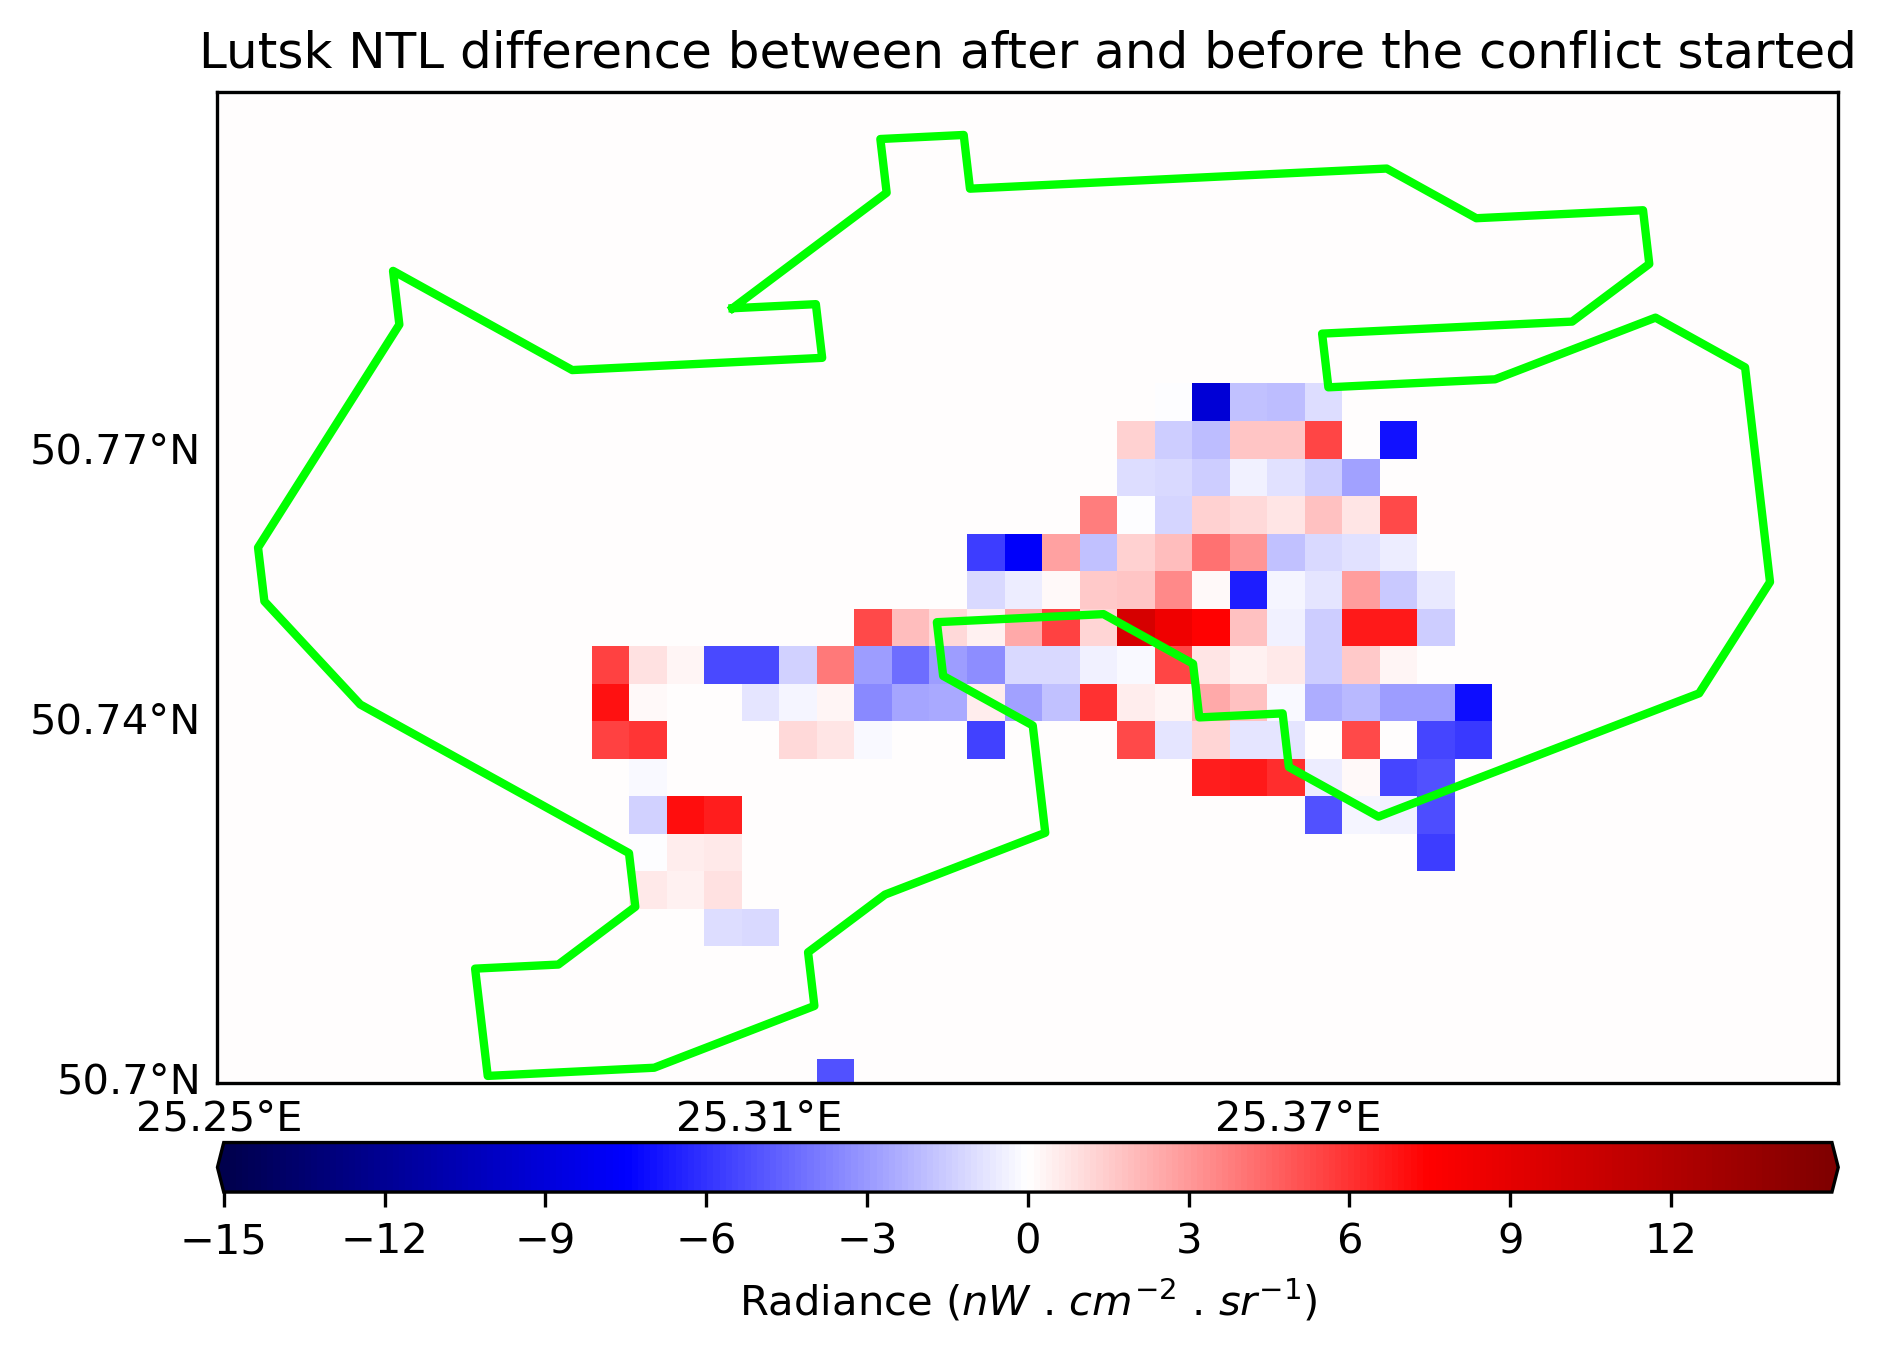 Lutsk NTL difference between after and before the conflict started
50.77°N
50.74°N
50.7°N
25.25°E 25.31°E 25.37°E
−15 −12 −9 −6 −3 0 3 6 9 12
Radiance (nW . cm⁻² . sr⁻¹)